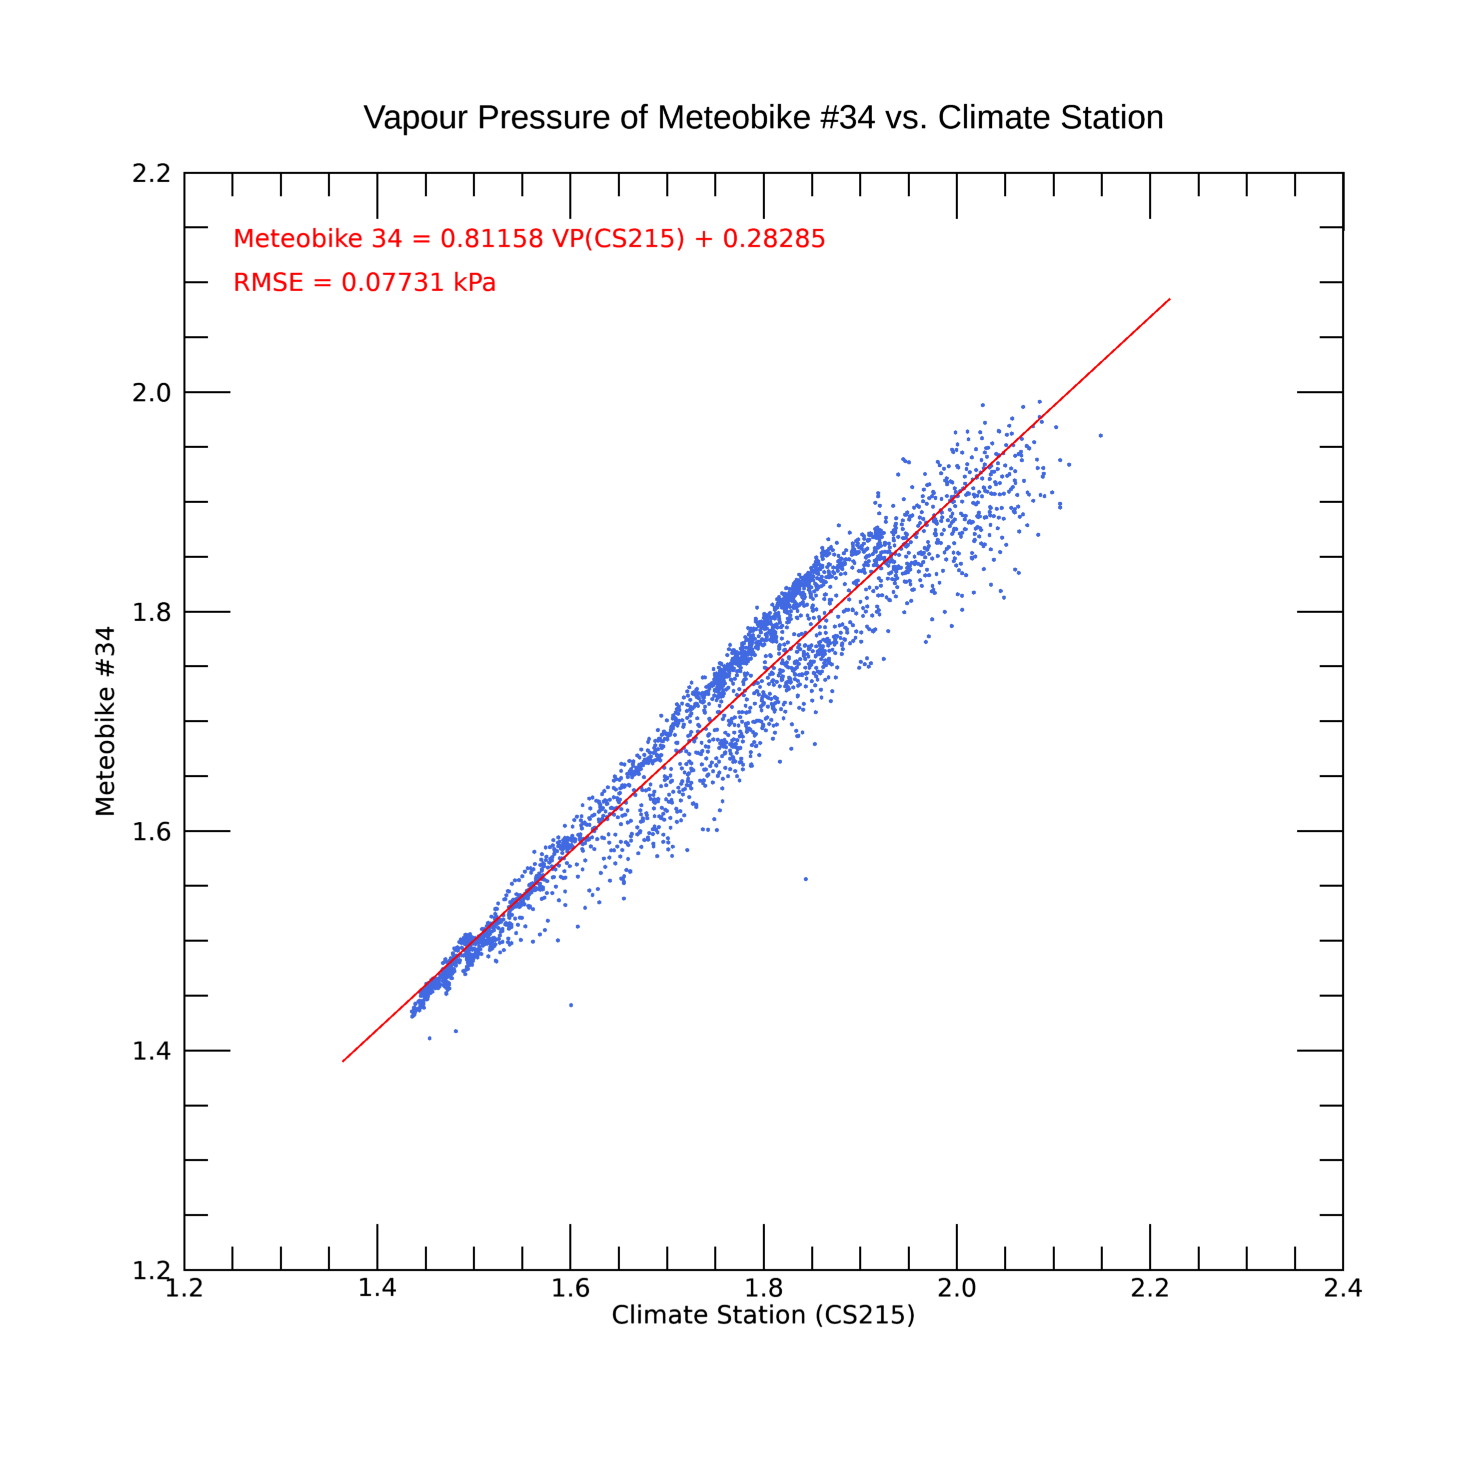 Vapour Pressure of Meteobike #34 vs. Climate Station
2.2
Meteobike 34 = 0.81158 VP(CS215) + 0.28285
RMSE = 0.07731 kPa
2.0
1.8
Meteobike #34
1.6
1.4
1.2
1.2 1.4 1.6 1.8 2.0 2.2 2.4
Climate Station (CS215)